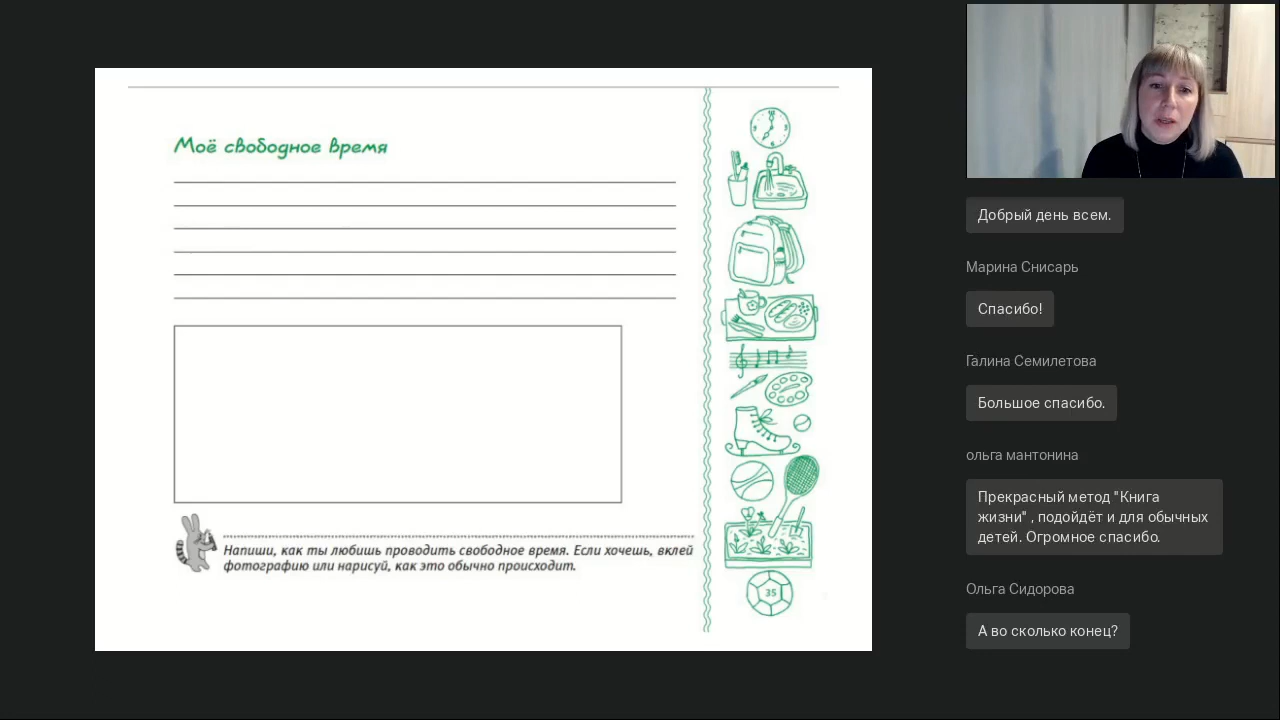 Моё свободное время
Напиши, как ты любишь проводить свободное время. Если хочешь, вклей
фотографию или нарисуй, как это обычно происходит.
35
Добрый день всем.
Марина Снисарь
Спасибо!
Галина Семилетова
Большое спасибо.
ольга мантонина
Прекрасный метод "Книга
жизни" , подойдёт и для обычных
детей. Огромное спасибо.
Ольга Сидорова
А во сколько конец?